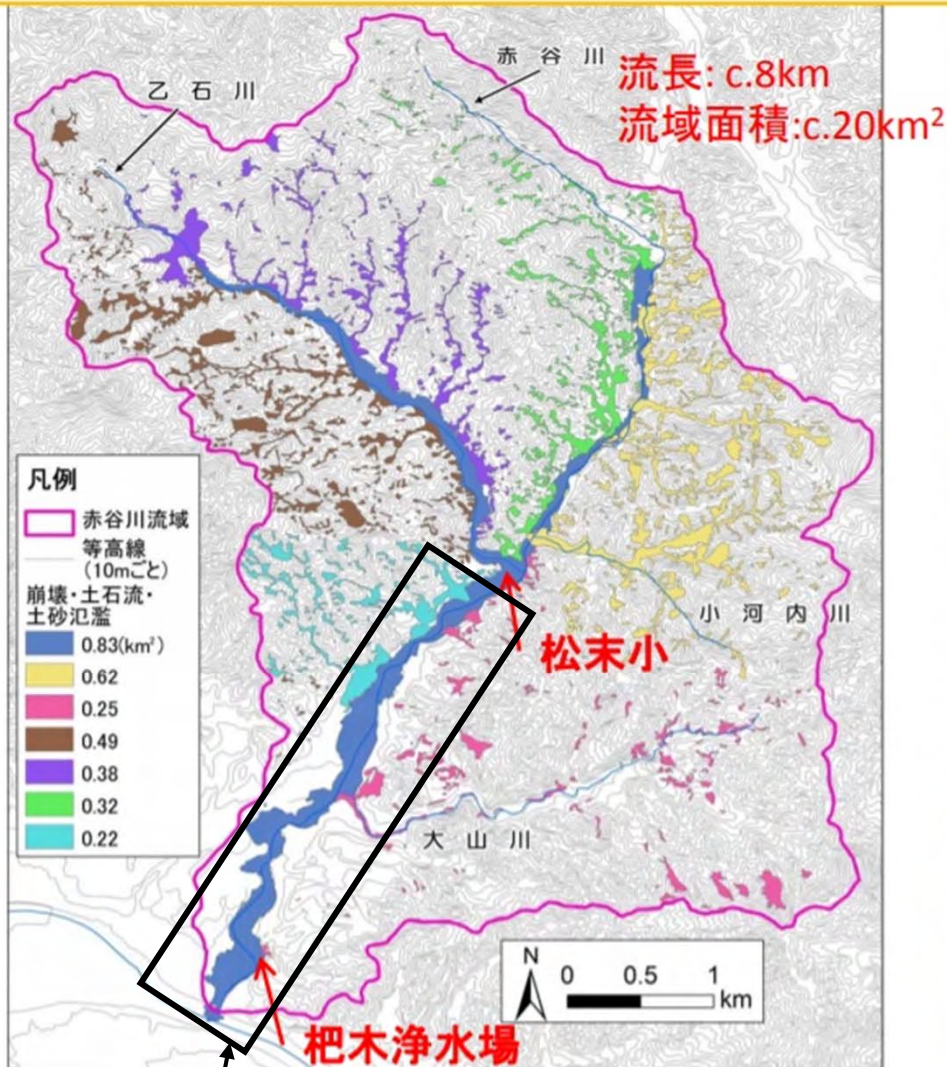 赤谷川
流長: c.8km
流域面積:c.20km²
乙石川
凡例
赤谷川流域
等高線
(10mごと)
崩壊・土石流・
土砂氾濫
0.83(km²)
0.62
0.25
0.49
0.38
0.32
0.22
小河内川
松末小
大山川
N
0 0.5 1
km
杷木浄水場